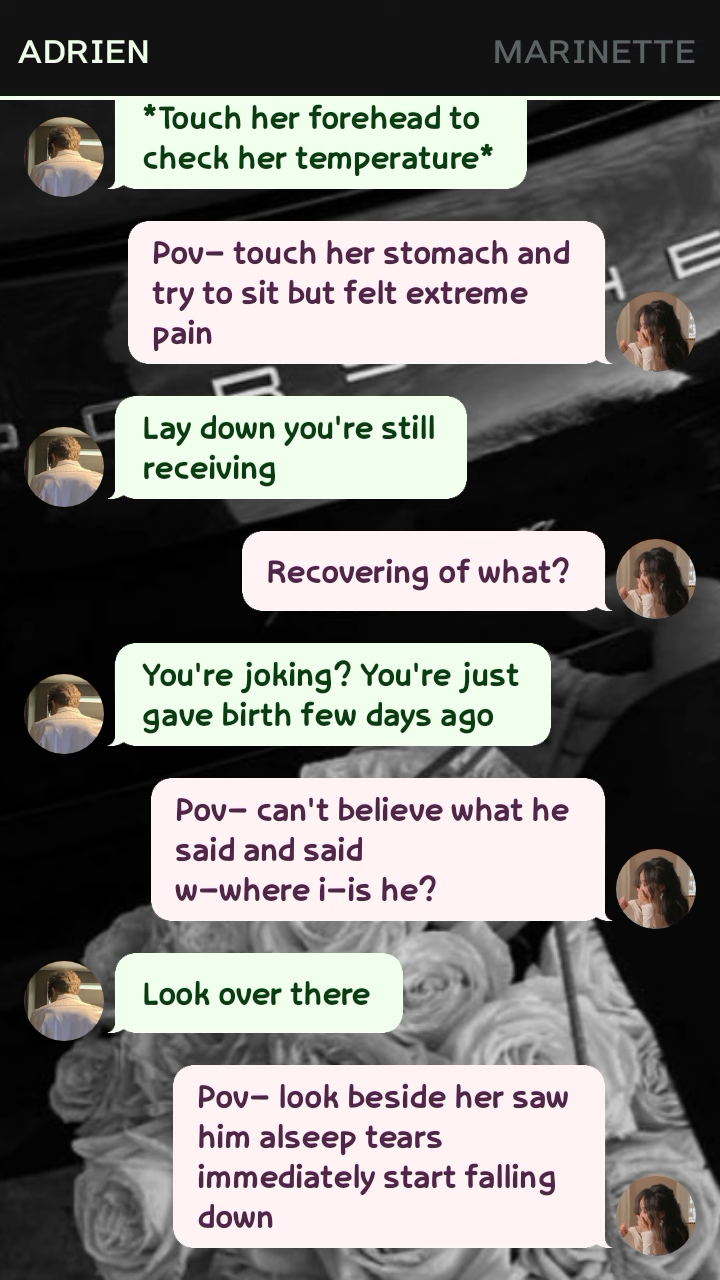 ADRIEN MARINETTE
*Touch her forehead to
check her temperature*
Pov— touch her stomach and
try to sit but felt extreme
pain
Lay down you're still
receiving
Recovering of what?
You're joking? You're just
gave birth few days ago
Pov— can't believe what he
said and said
w—where i—is he?
Look over there
Pov— look beside her saw
him alseep tears
immediately start falling
down